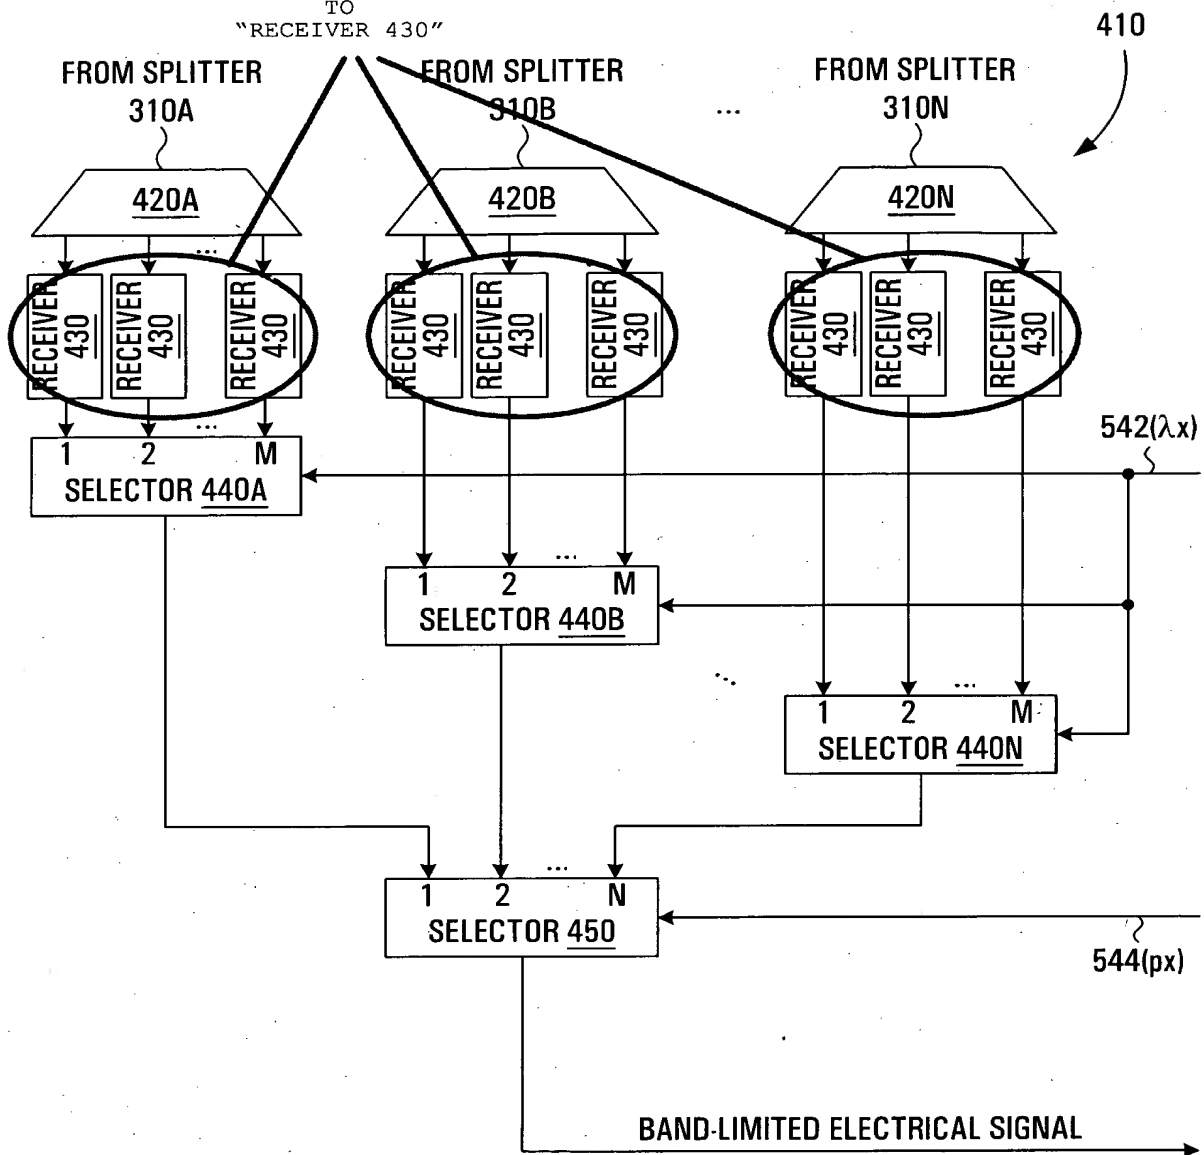 TO
“RECEIVER 430”
410
FROM SPLITTER
310A
FROM SPLITTER
310B
...
FROM SPLITTER
310N
420A
420B
420N
...
RECEIVER 430
RECEIVER 430
RECEIVER 430
RECEIVER 430
RECEIVER 430
RECEIVER 430
RECEIVER 430
RECEIVER 430
RECEIVER 430
...
542(λx)
1 2 M
SELECTOR 440A
...
1 2 M
SELECTOR 440B
...
...
1 2 M
SELECTOR 440N
...
1 2 N
SELECTOR 450
544(px)
BAND-LIMITED ELECTRICAL SIGNAL